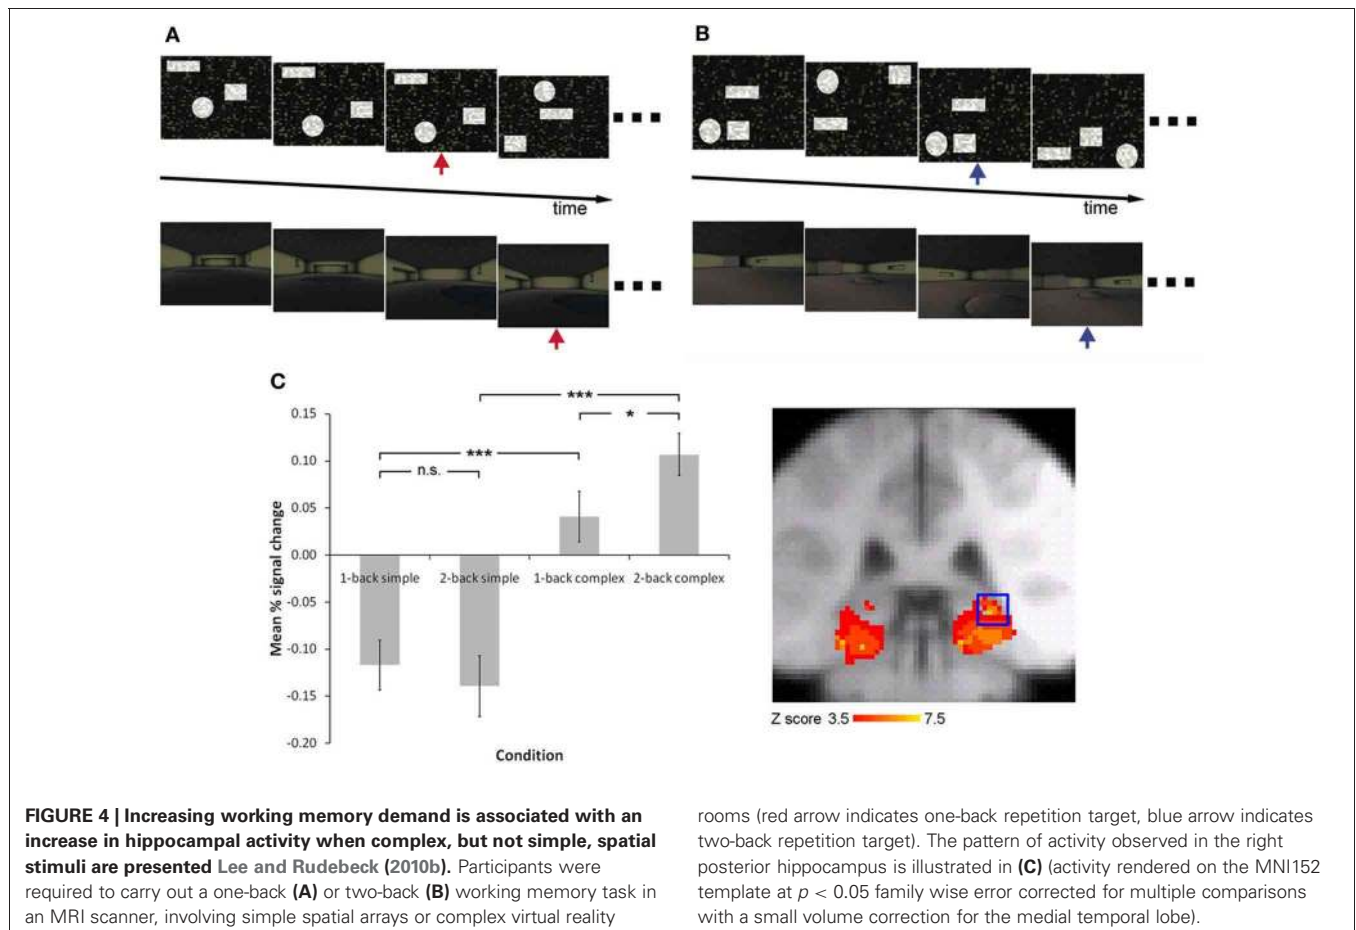 A
B
time
time
C
***
*
***
n.s.
0.15
0.10
0.05
0.00
-0.05
-0.10
-0.15
-0.20
Mean % signal change
1-back simple
2-back simple
1-back complex
2-back complex
Condition
Z score 3.5 7.5
FIGURE 4 | Increasing working memory demand is associated with an
increase in hippocampal activity when complex, but not simple, spatial
stimuli are presented Lee and Rudebeck (2010b). Participants were
required to carry out a one-back (A) or two-back (B) working memory task in
an MRI scanner, involving simple spatial arrays or complex virtual reality
rooms (red arrow indicates one-back repetition target, blue arrow indicates
two-back repetition target). The pattern of activity observed in the right
posterior hippocampus is illustrated in (C) (activity rendered on the MNI152
template at p < 0.05 family wise error corrected for multiple comparisons
with a small volume correction for the medial temporal lobe).